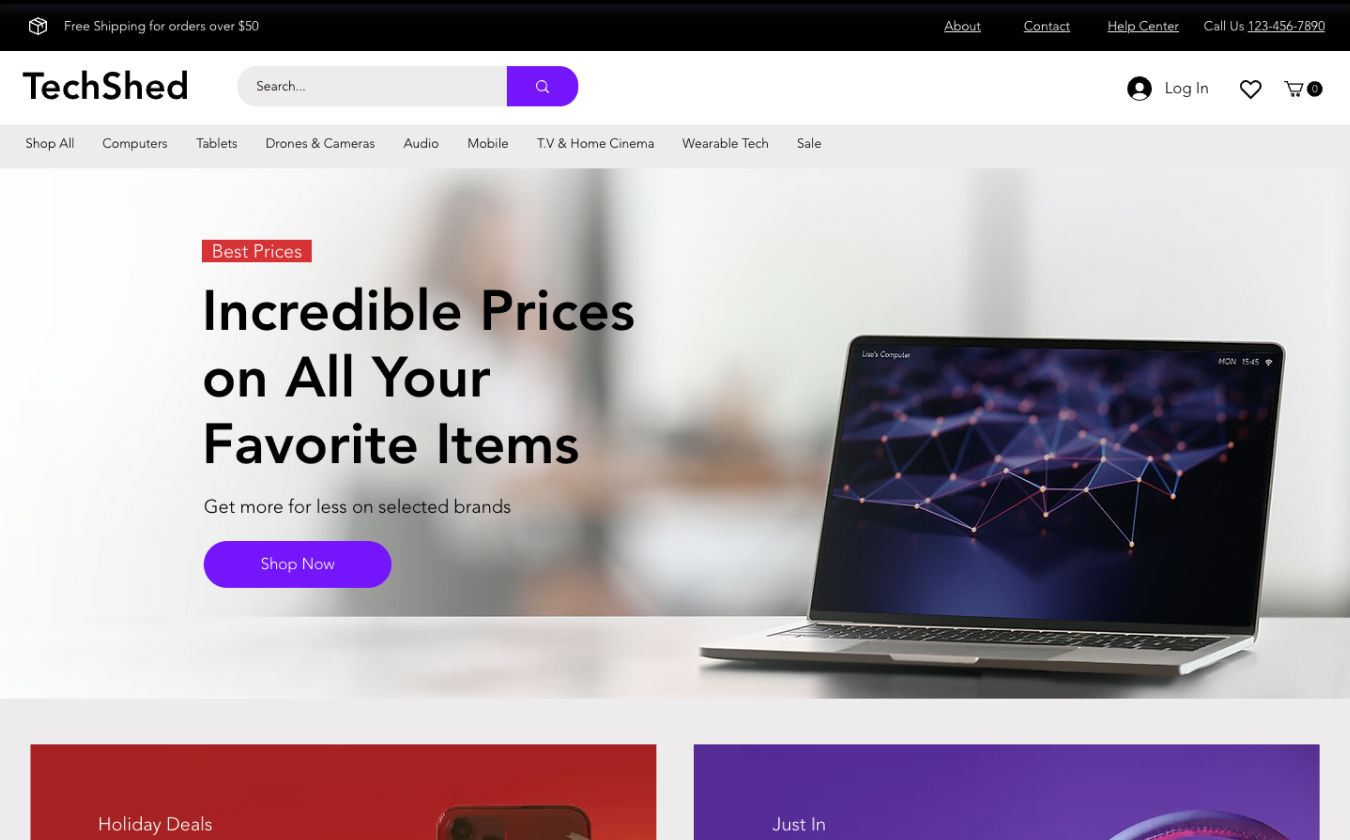 Free Shipping for orders over $50
About
Contact
Help Center
Call Us 123-456-7890
TechShed
Search...
Log In
0
Shop All
Computers
Tablets
Drones & Cameras
Audio
Mobile
T.V & Home Cinema
Wearable Tech
Sale
Best Prices
Incredible Prices
on All Your
Favorite Items
Get more for less on selected brands
Shop Now
Lisa's Computer
MON 15:45
Holiday Deals
Just In